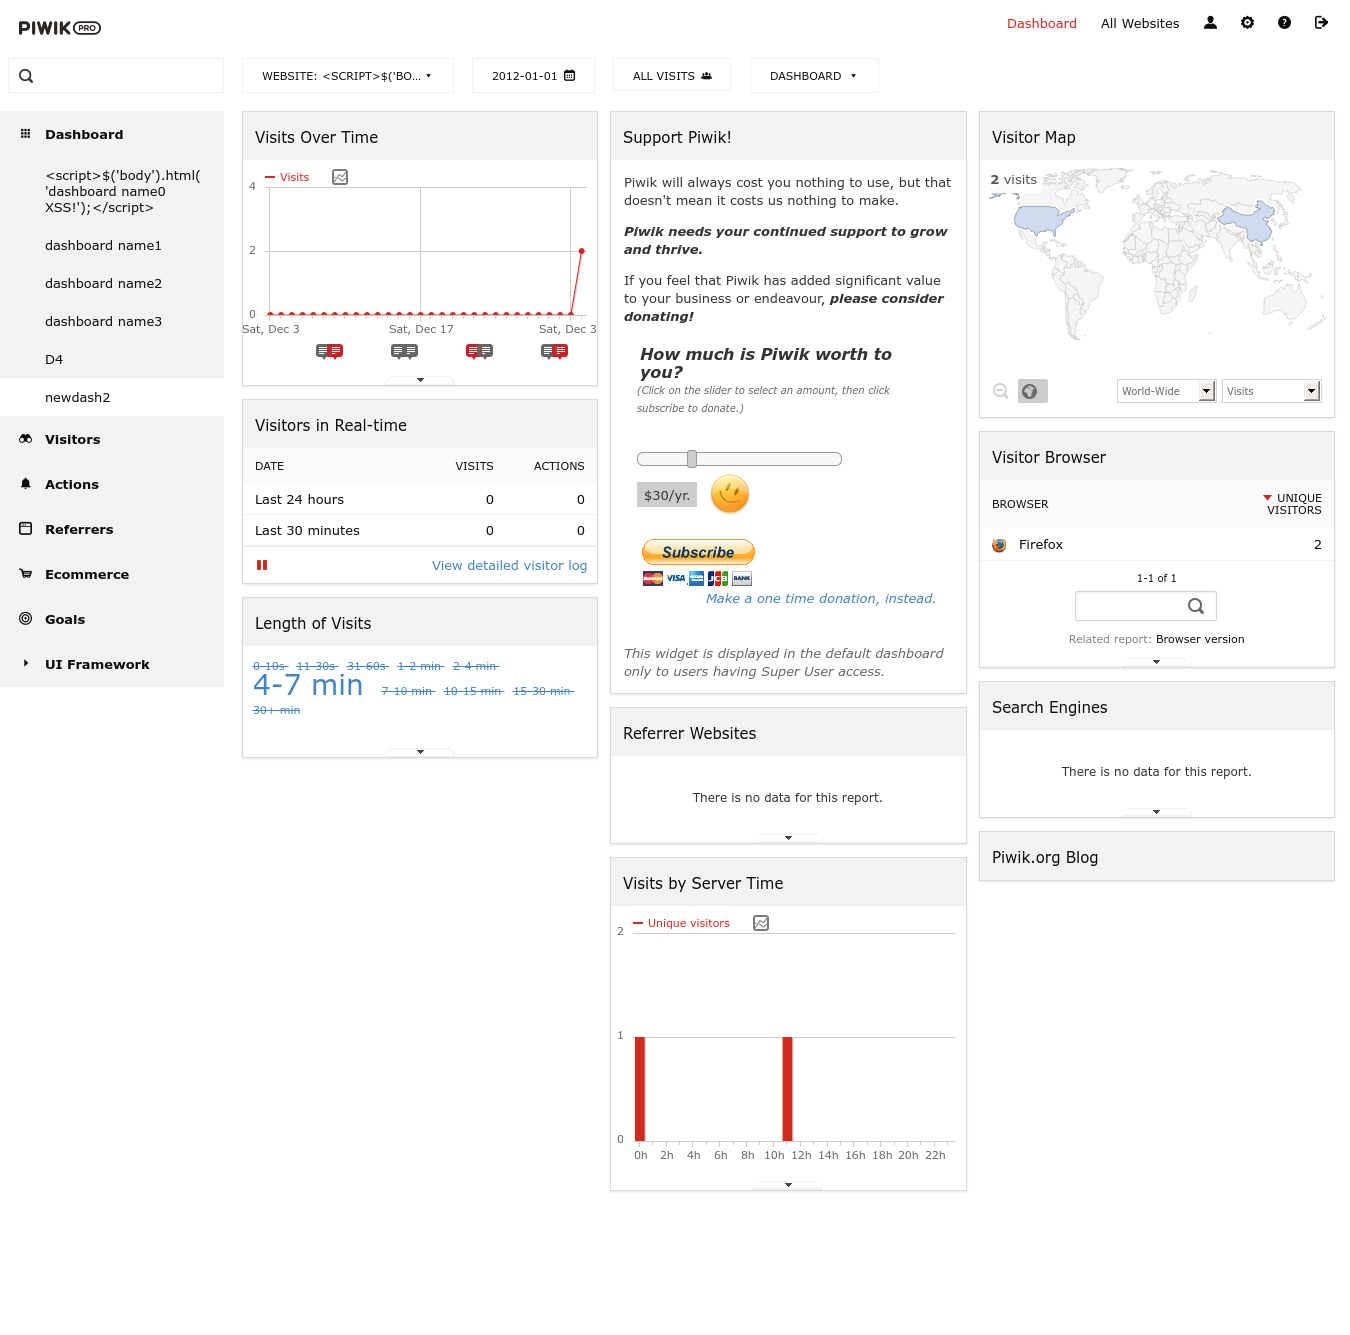 PIWIK PRO
Dashboard
All Websites
WEBSITE: <SCRIPT>$('BO...
2012-01-01
ALL VISITS
DASHBOARD
Dashboard
<script>$('body').html(
'dashboard name0
XSS!');</script>
dashboard name1
dashboard name2
dashboard name3
D4
newdash2
Visitors
Actions
Referrers
Ecommerce
Goals
UI Framework
Visits Over Time
Visits
4
2
0
Sat, Dec 3
Sat, Dec 17
Sat, Dec 3
Visitors in Real-time
DATE VISITS ACTIONS
Last 24 hours 0 0
Last 30 minutes 0 0
View detailed visitor log
Length of Visits
0-10s 11-30s 31-60s 1-2 min 2-4 min
4-7 min 7-10 min 10-15 min 15-30 min
30+ min
Support Piwik!
Piwik will always cost you nothing to use, but that
doesn't mean it costs us nothing to make.
Piwik needs your continued support to grow
and thrive.
If you feel that Piwik has added significant value
to your business or endeavour, please consider
donating!
How much is Piwik worth to
you?
(Click on the slider to select an amount, then click
subscribe to donate.)
$30/yr.
Subscribe
MasterCard VISA JCB BANK
Make a one time donation, instead.
This widget is displayed in the default dashboard
only to users having Super User access.
Referrer Websites
There is no data for this report.
Visits by Server Time
Unique visitors
2
1
0
0h 2h 4h 6h 8h 10h 12h 14h 16h 18h 20h 22h
Visitor Map
2 visits
World-Wide
Visits
Visitor Browser
BROWSER
UNIQUE
VISITORS
Firefox 2
1-1 of 1
Related report: Browser version
Search Engines
There is no data for this report.
Piwik.org Blog